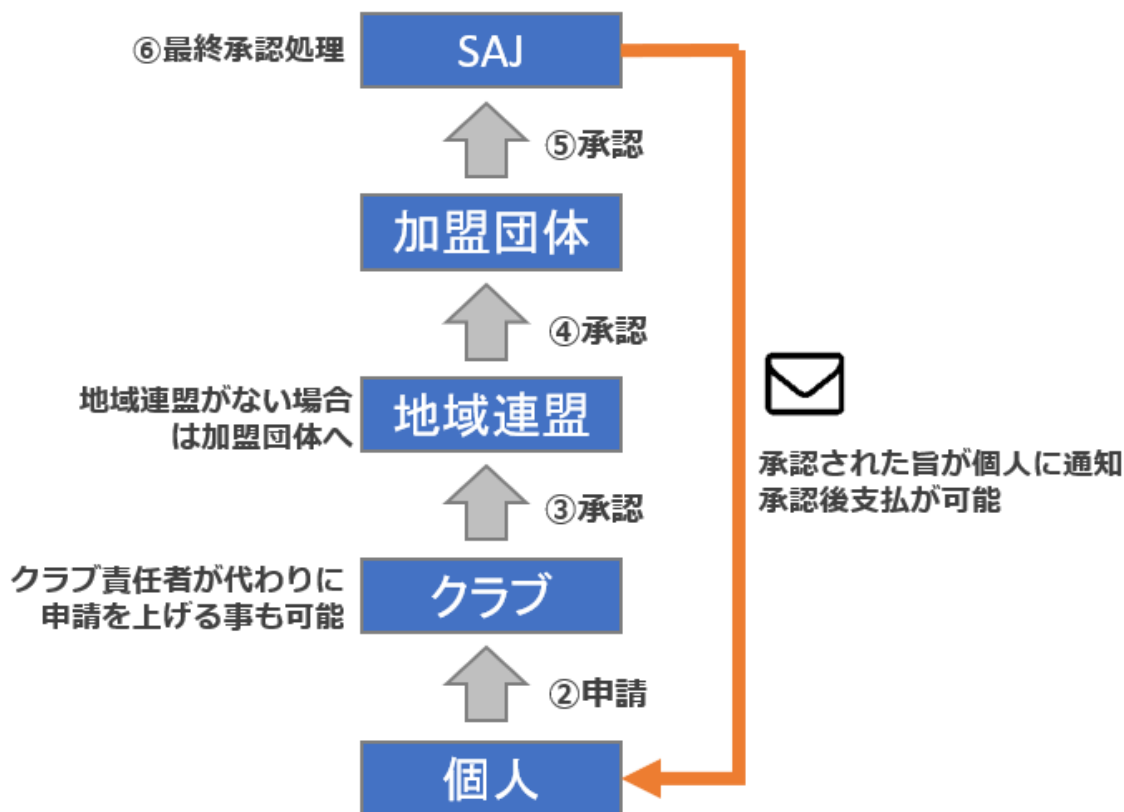 ⑥最終承認処理
SAJ
⑤承認
加盟団体
④承認
地域連盟がない場合
は加盟団体へ
地域連盟
承認された旨が個人に通知
承認後支払が可能
③承認
クラブ責任者が代わりに
申請を上げる事も可能
クラブ
②申請
個人